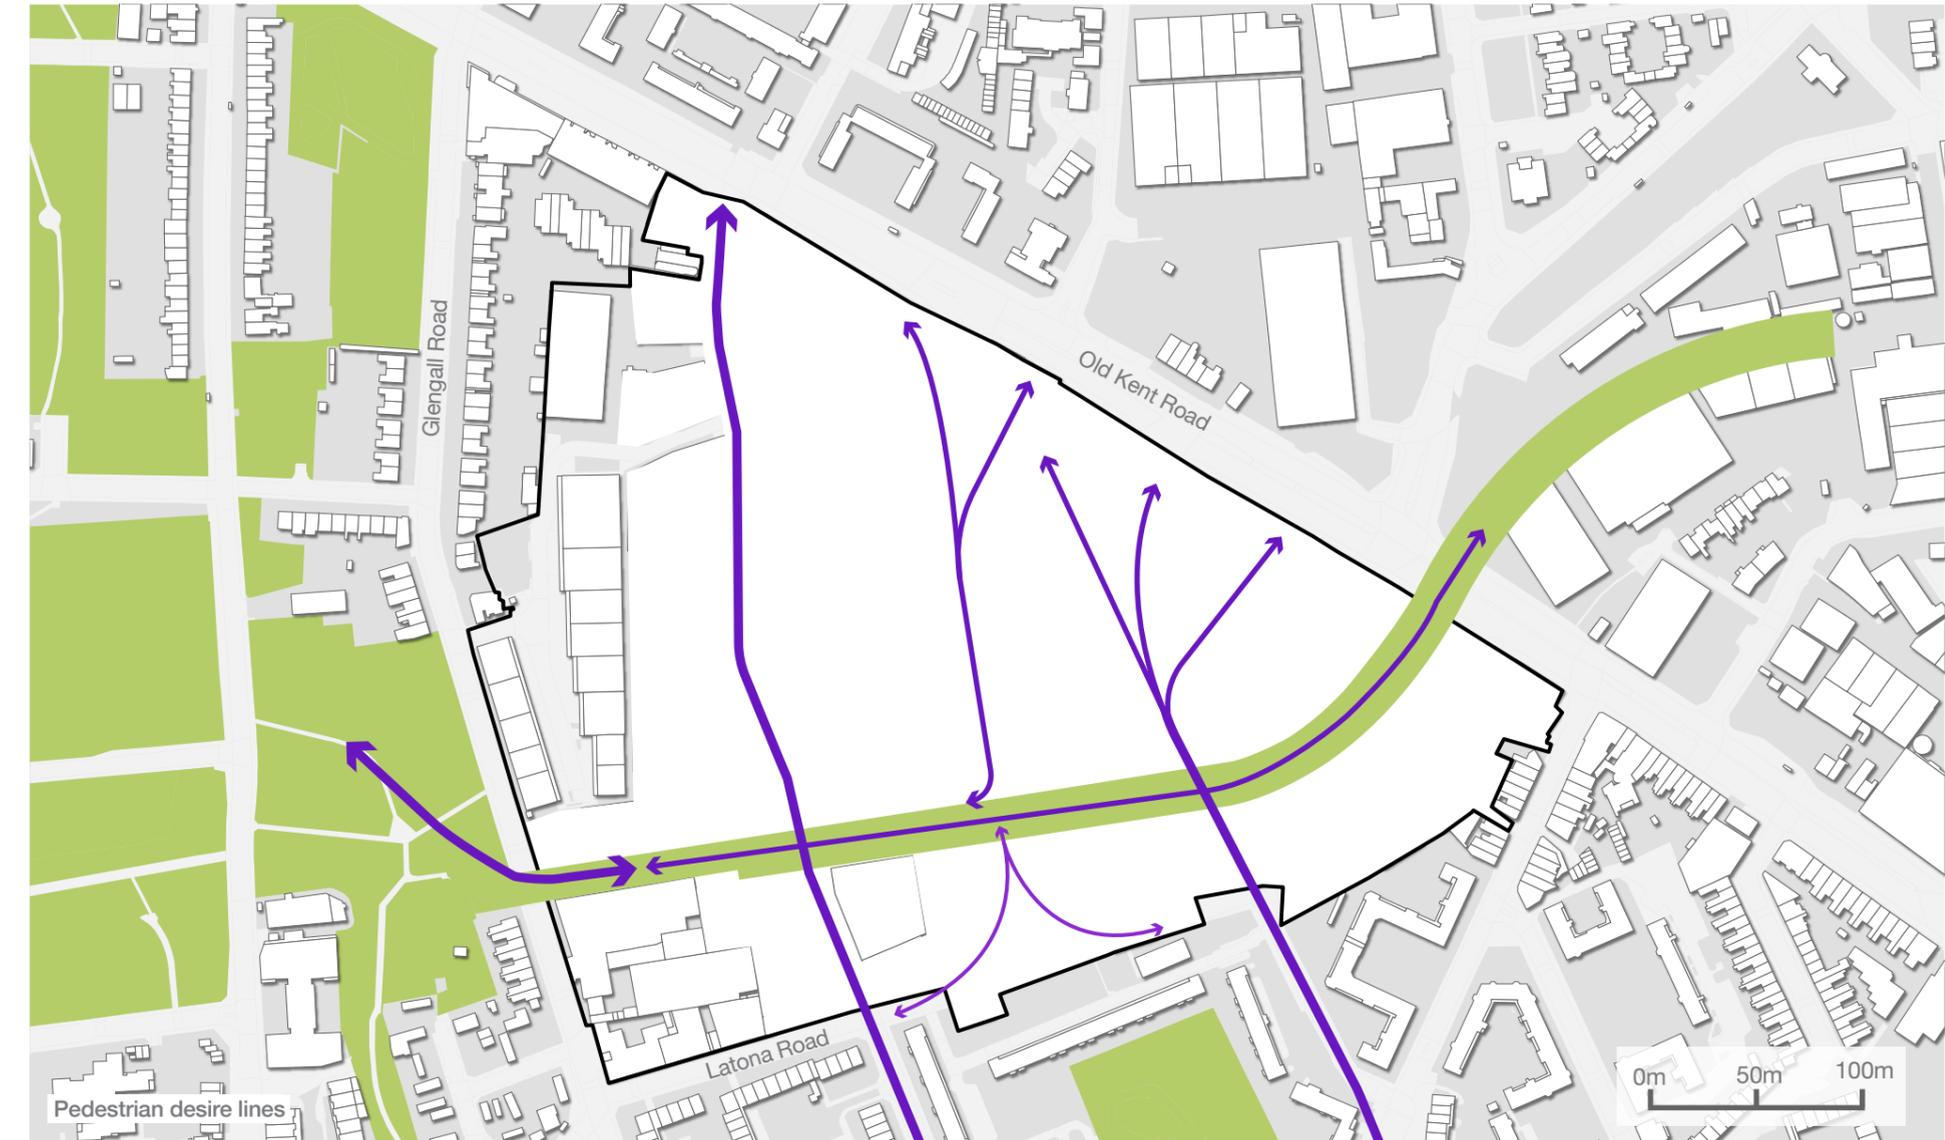 Glengall Road
Old Kent Road
Latona Road
Pedestrian desire lines
0m 50m 100m